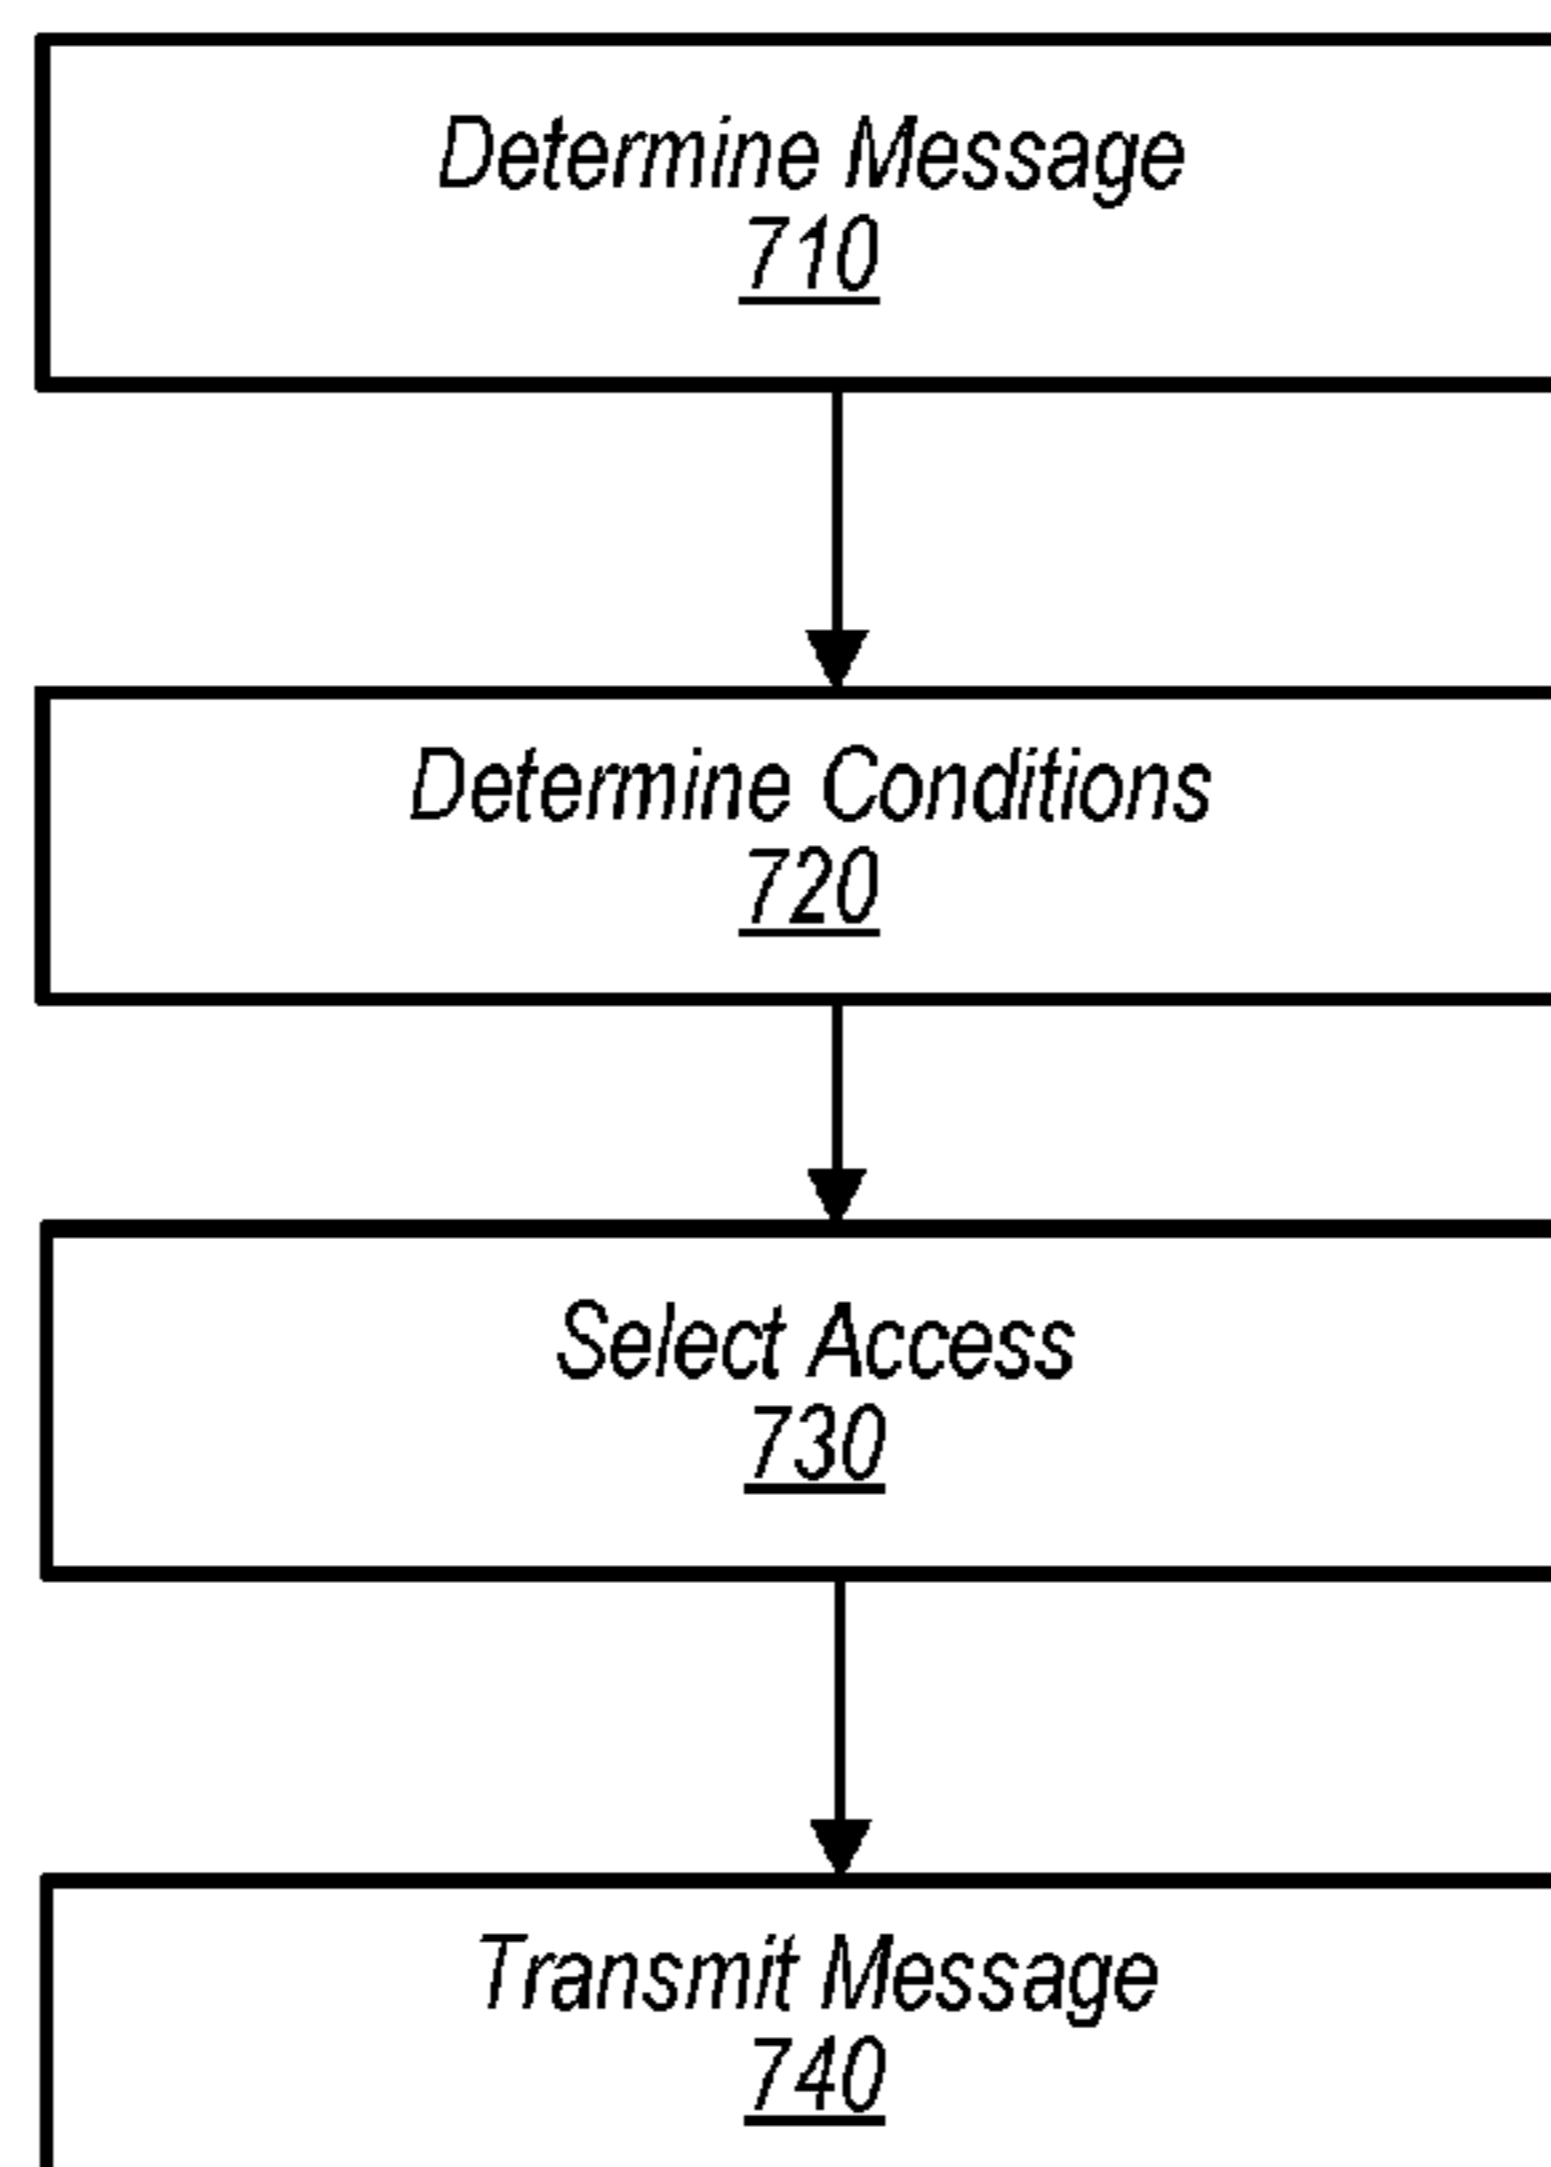 Determine Message
710
Determine Conditions
720
Select Access
730
Transmit Message
740